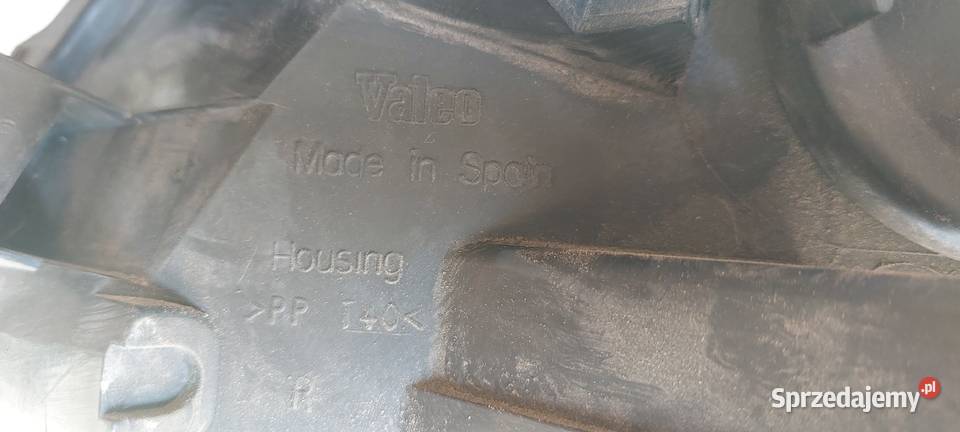 Valeo
Made in Spain
Housing
>PP T40<
R
Sprzedajemy.pl